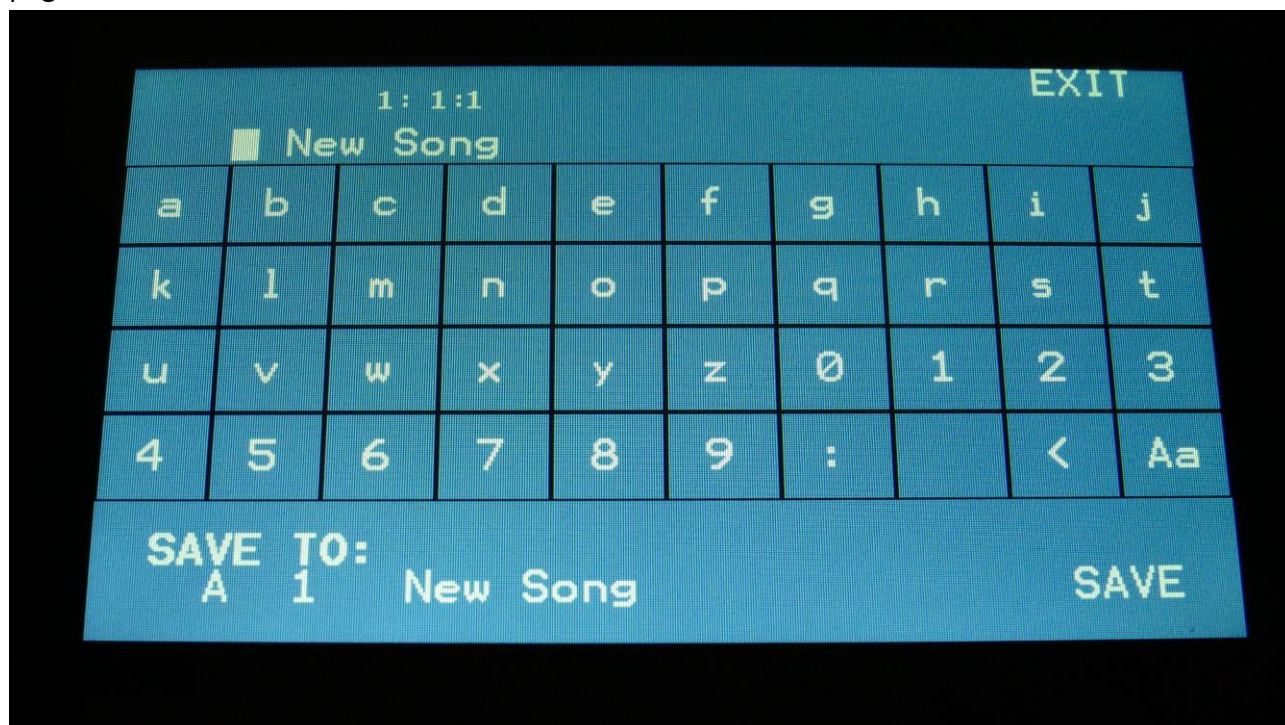 EXIT
1: 1:1
New Song
a b c d e f g h i j
k l m n o p q r s t
u v w x y z 0 1 2 3
4 5 6 7 8 9 : < Aa
SAVE TO:
A 1 New Song SAVE